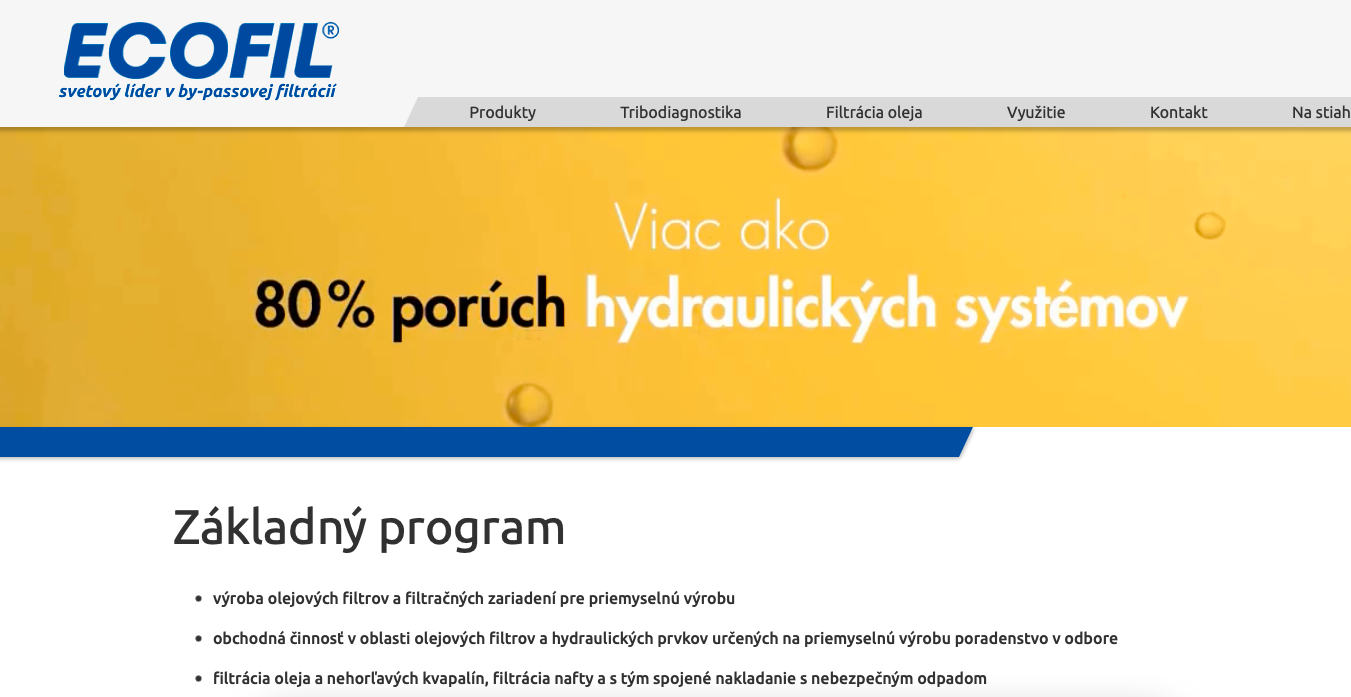 ECOFIL®
svetový líder v by-passovej filtrácií
Produkty Tribodiagnostika Filtrácia oleja Využitie Kontakt Na stiah
Viac ako
80% porúch hydraulických systémov
Základný program
• výroba olejových filtrov a filtračných zariadení pre priemyselnú výrobu
• obchodná činnosť v oblasti olejových filtrov a hydraulických prvkov určených na priemyselnú výrobu poradenstvo v odbore
• filtrácia oleja a nehorľavých kvapalín, filtrácia nafty a s tým spojené nakladanie s nebezpečným odpadom